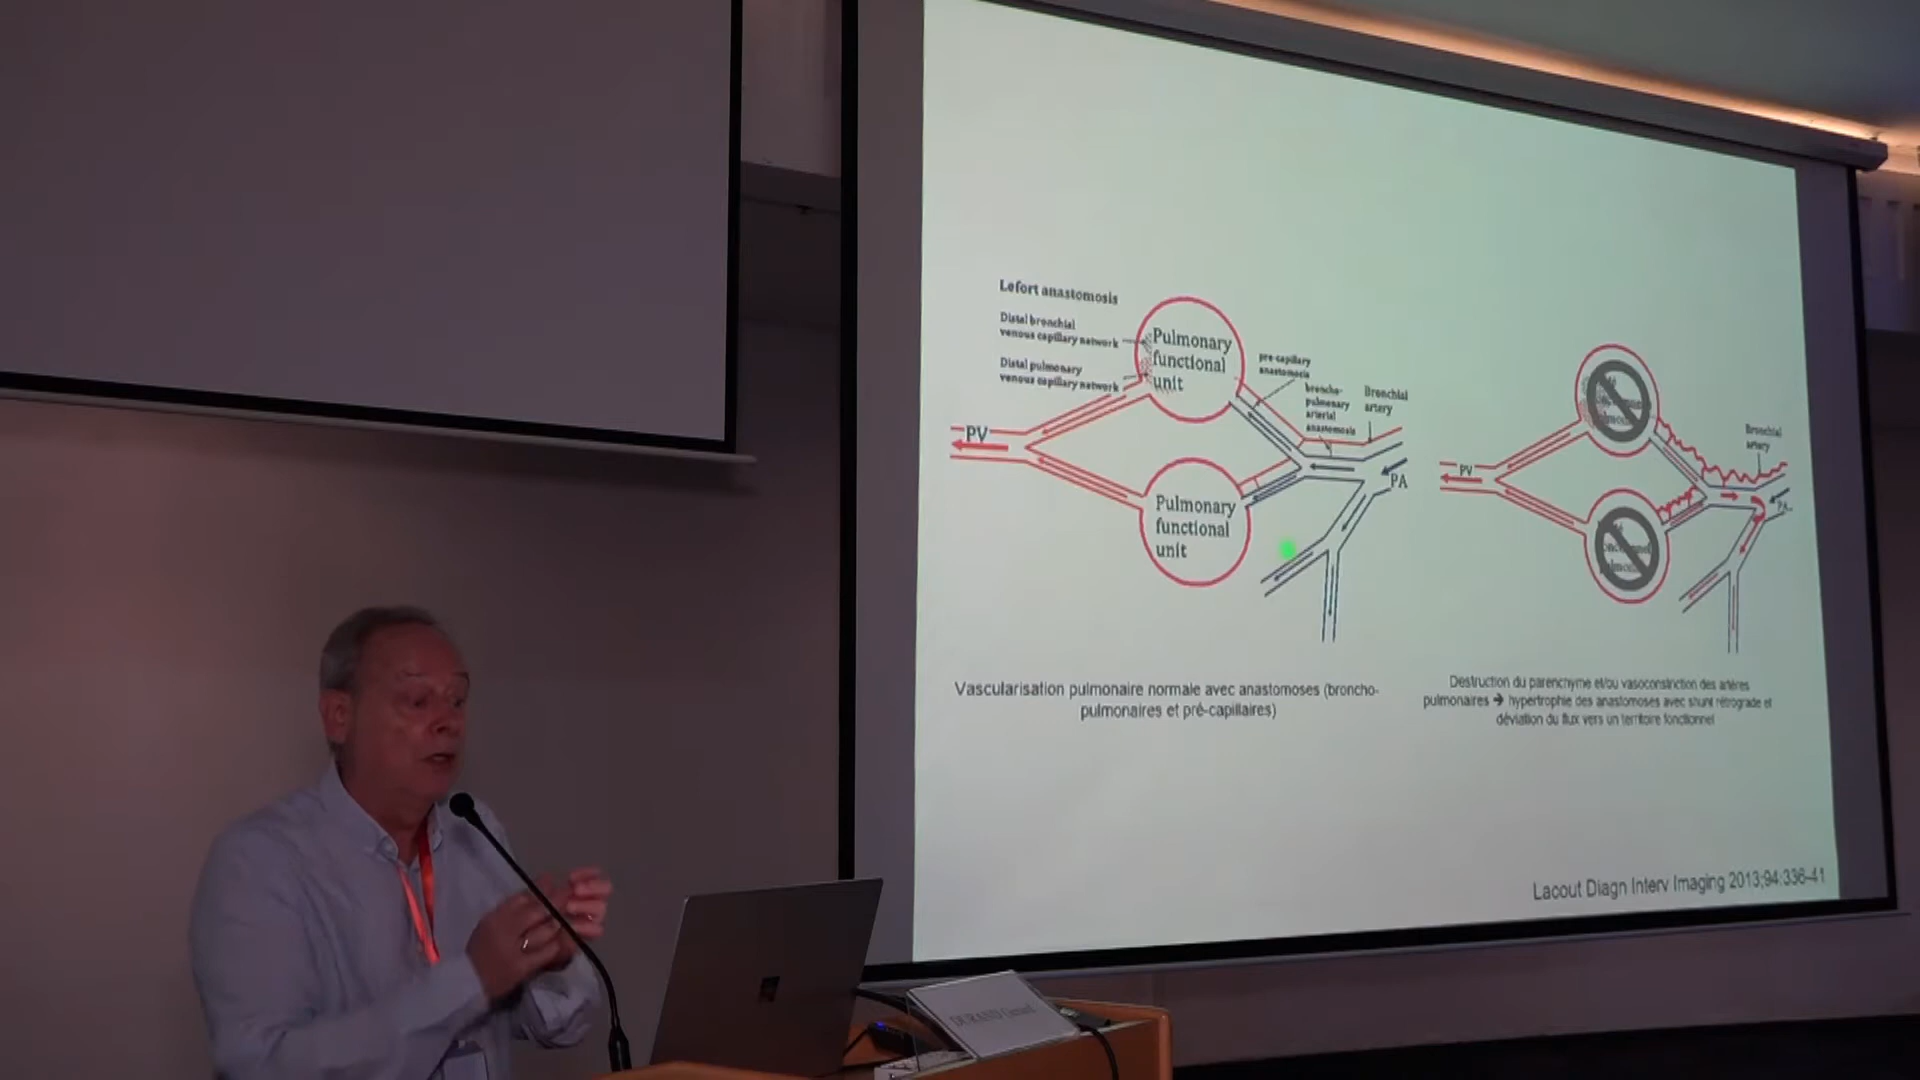 Lefort anastomosis
Distal bronchial
venous capillary network
Distal pulmonary
venous capillary network
Pulmonary
functional
unit
pre-capillary
anastomosis
broncho-
pulmonary
arterial
anastomosis
Bronchial
artery
PV
PA
Pulmonary
functional
unit
Vascularisation pulmonaire normale avec anastomoses (broncho-
pulmonaires et pré-capillaires)
Bronchial
artery
PV
PA
Destruction du parenchyme et/ou vasoconstriction des artères
pulmonaires → hypertrophie des anastomoses avec shunt rétrograde et
déviation du flux vers un territoire fonctionnel
Lacout Diagn Interv Imaging 2013;94:336-41
DURAND